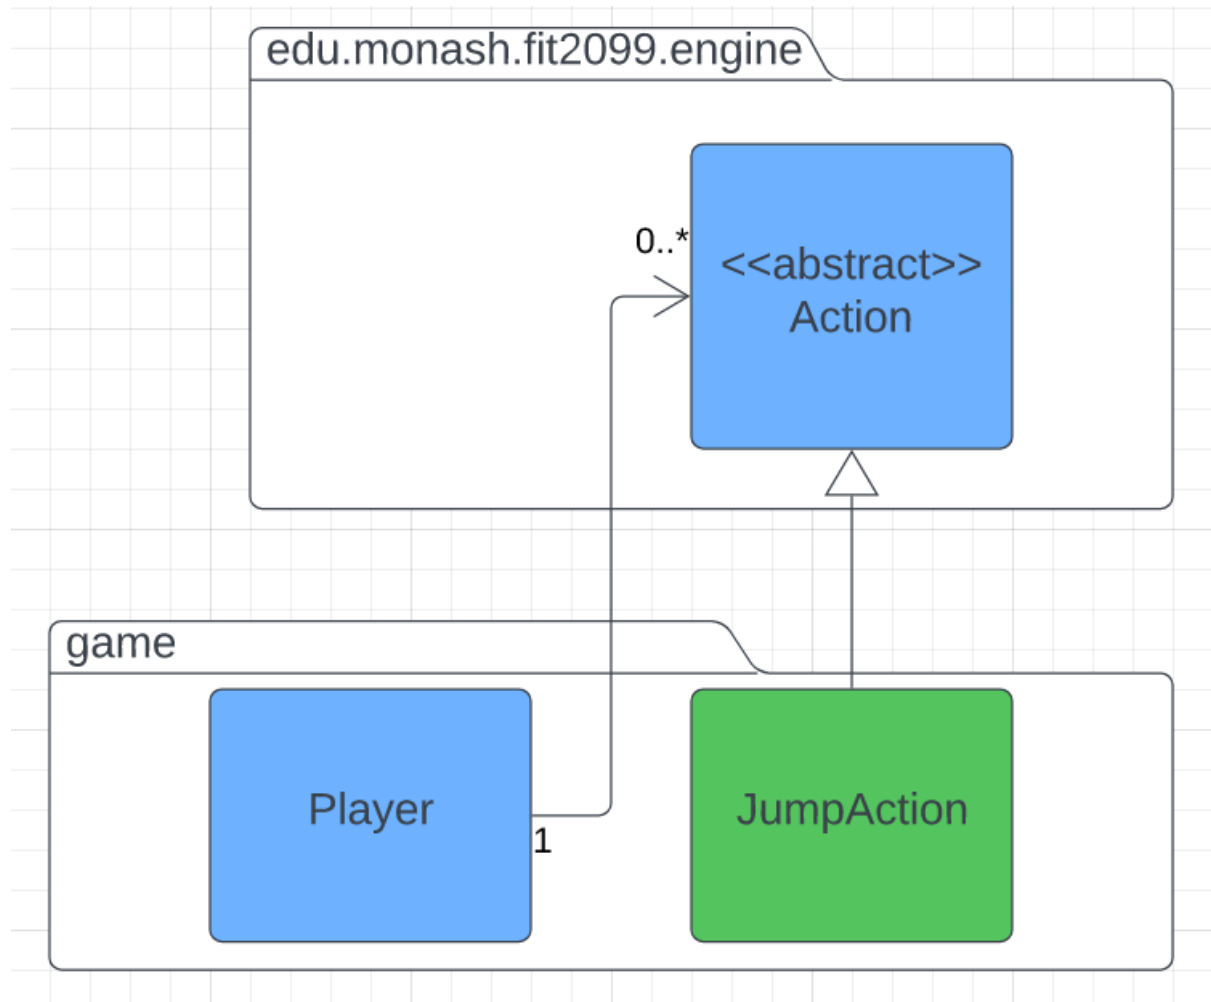 edu.monash.fit2099.engine
0..*
<<abstract>>
Action
game
Player
JumpAction
1